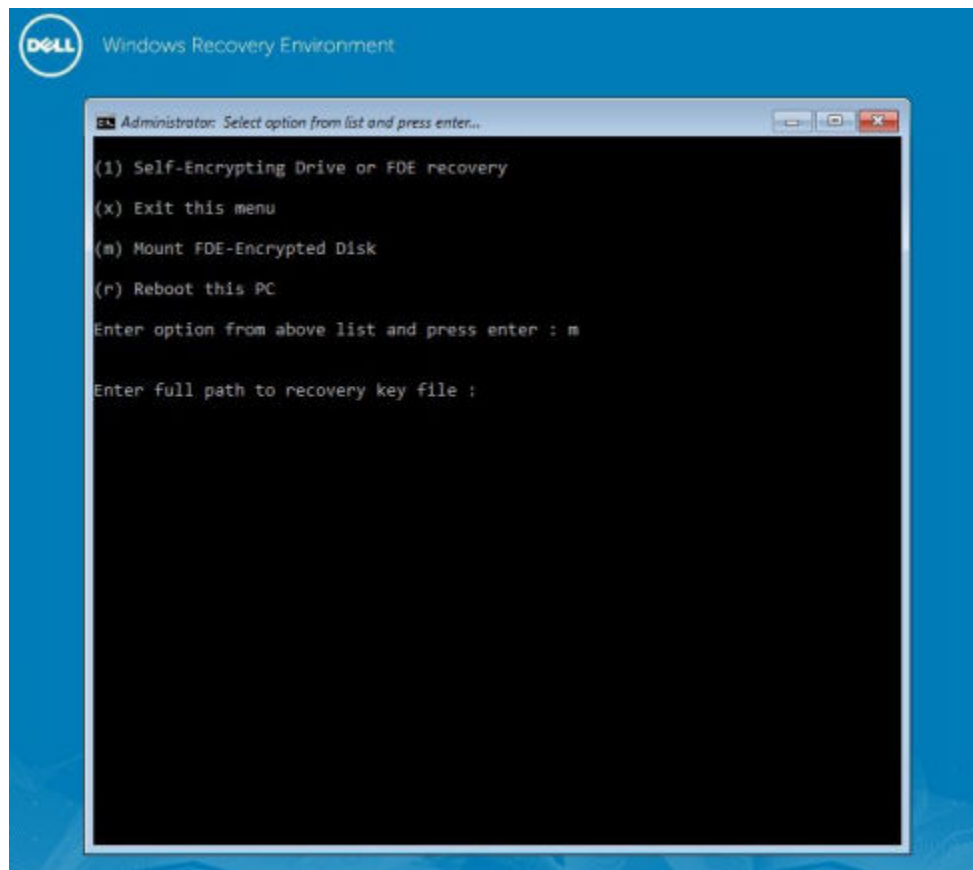 DELL
Windows Recovery Environment
Administrator: Select option from list and press enter...
(1) Self-Encrypting Drive or FDE recovery
(x) Exit this menu
(m) Mount FDE-Encrypted Disk
(r) Reboot this PC
Enter option from above list and press enter : m
Enter full path to recovery key file :